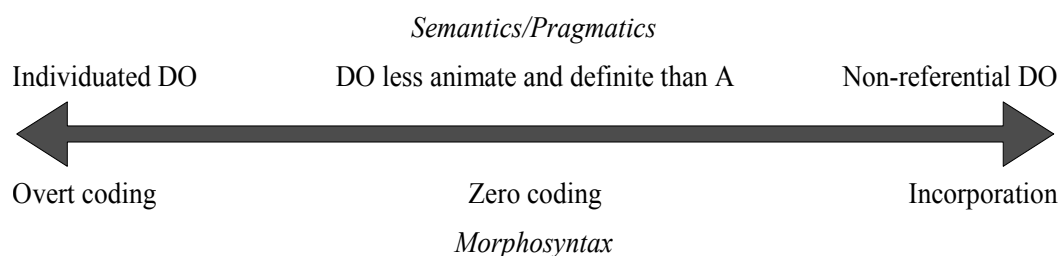 Semantics/Pragmatics
Individuated DO DO less animate and definite than A Non-referential DO
Overt coding Zero coding Incorporation
Morphosyntax